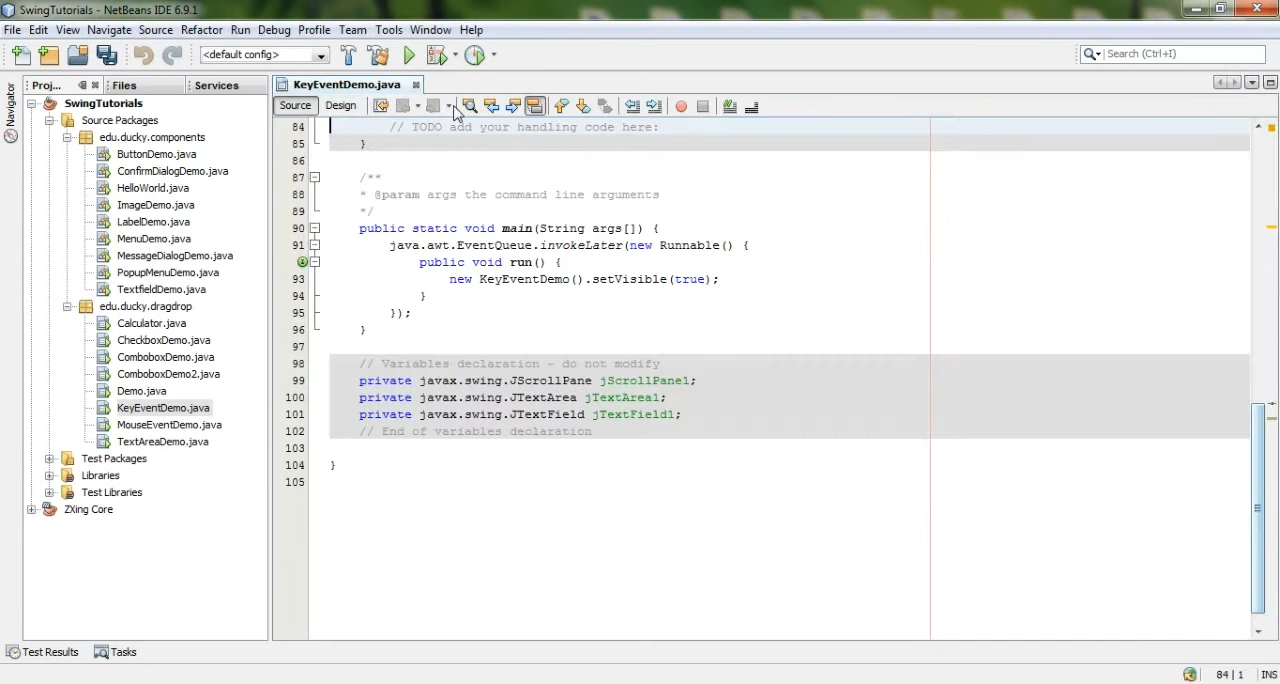 SwingTutorials - NetBeans IDE 6.9.1
File Edit View Navigate Source Refactor Run Debug Profile Team Tools Window Help
<default config>
Search (Ctrl+I)
Proj... Files Services
KeyEventDemo.java
Source Design
Navigator
SwingTutorials
Source Packages
edu.ducky.components
ButtonDemo.java
ConfirmDialogDemo.java
HelloWorld.java
ImageDemo.java
LabelDemo.java
MenuDemo.java
MessageDialogDemo.java
PopupMenuDemo.java
TextfieldDemo.java
edu.ducky.dragdrop
Calculator.java
CheckboxDemo.java
ComboboxDemo.java
ComboboxDemo2.java
Demo.java
KeyEventDemo.java
MouseEventDemo.java
TextAreaDemo.java
Test Packages
Libraries
Test Libraries
ZXing Core
84 // TODO add your handling code here:
85 }
86
87 /**
88 * @param args the command line arguments
89 */
90 public static void main(String args[]) {
91 java.awt.EventQueue.invokeLater(new Runnable() {
public void run() {
93 new KeyEventDemo().setVisible(true);
94 }
95 });
96 }
97
98 // Variables declaration - do not modify
99 private javax.swing.JScrollPane jScrollPane1;
100 private javax.swing.JTextArea jTextArea1;
101 private javax.swing.JTextField jTextField1;
102 // End of variables declaration
103
104 }
105
Test Results Tasks
84 | 1 INS